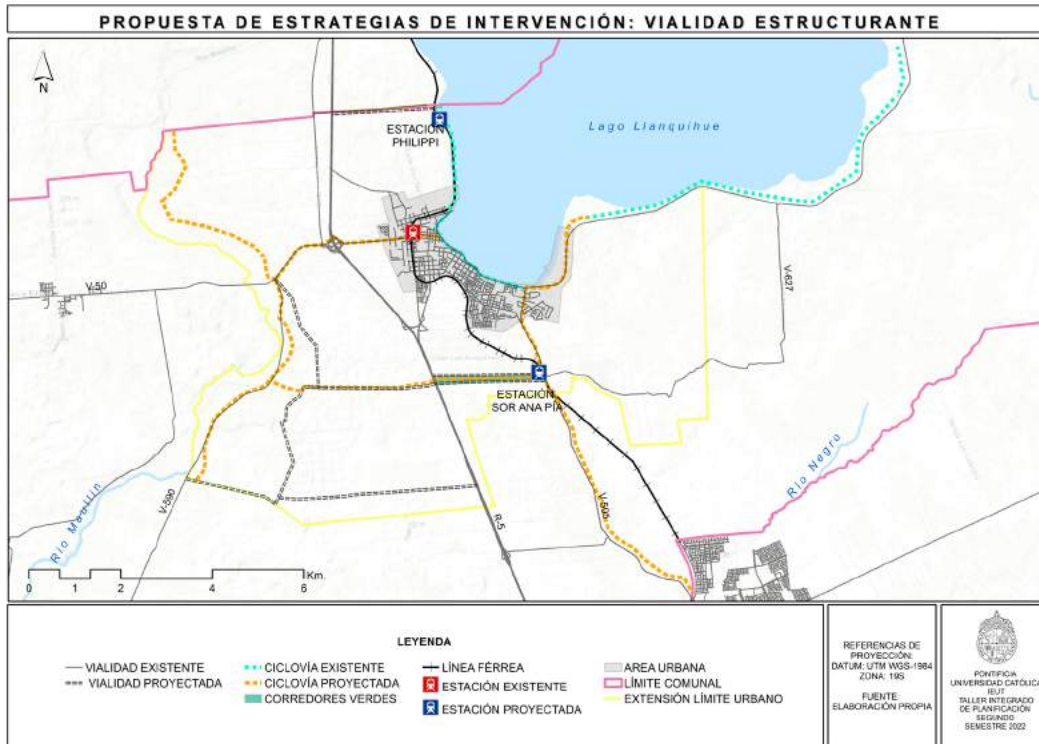 PROPUESTA DE ESTRATEGIAS DE INTERVENCIÓN: VIALIDAD ESTRUCTURANTE
N
ESTACIÓN
PHILIPPI
Lago Llanquihue
V-50
V-627
ESTACIÓN
SOR ANA PÍA
Río Negro
Río Maullín
V-590
R-5
V-505
Km.
0 1 2 4 6
LEYENDA
VIALIDAD EXISTENTE
VIALIDAD PROYECTADA
CICLOVÍA EXISTENTE
CICLOVÍA PROYECTADA
CORREDORES VERDES
LÍNEA FÉRREA
ESTACIÓN EXISTENTE
ESTACIÓN PROYECTADA
AREA URBANA
LÍMITE COMUNAL
EXTENSIÓN LÍMITE URBANO
REFERENCIAS DE
PROYECCIÓN:
DATUM: UTM WGS-1984
ZONA: 19S
FUENTE:
ELABORACIÓN PROPIA
PONTIFICIA
UNIVERSIDAD CATÓLICA
IEUT
TALLER INTEGRADO
DE PLANIFICACIÓN
SEGUNDO
SEMESTRE 2022